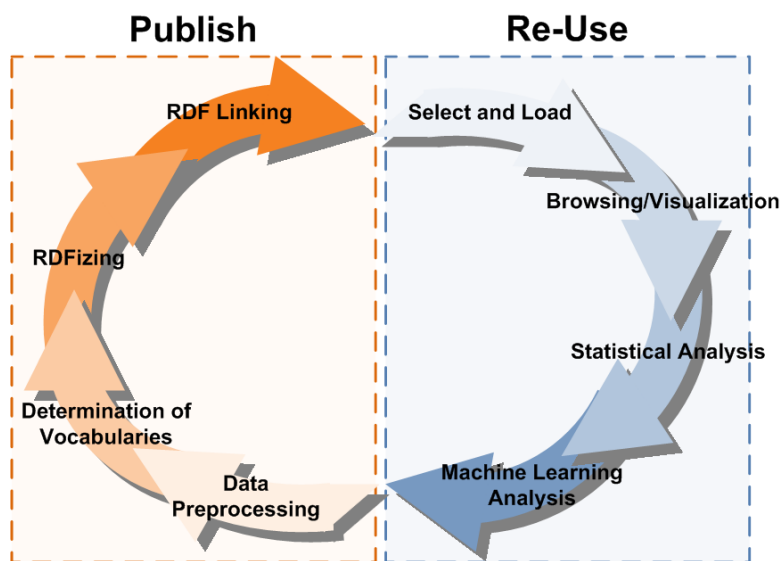 Publish
Re-Use
RDF Linking
Select and Load
Browsing/Visualization
RDFizing
Statistical Analysis
Determination of
Vocabularies
Machine Learning
Analysis
Data
Preprocessing